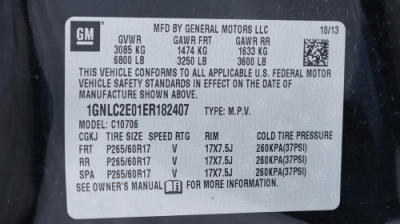 GM
MFD BY GENERAL MOTORS LLC 10/13
GVWR GAWR FRT GAWR RR
3085 KG 1474 KG 1633 KG
6800 LB 3250 LB 3600 LB
THIS VEHICLE CONFORMS TO ALL APPLICABLE U.S. FEDERAL MOTOR
VEHICLE SAFETY STANDARDS IN EFFECT ON THE DATE OF
MANUFACTURE SHOWN ABOVE.
1GNLC2E01ER182407 TYPE: M.P.V.
MODEL: C10706
CGKJ TIRE SIZE SPEED RTG RIM COLD TIRE PRESSURE
FRT P265/60R17 V 17X7.5J 260KPA(37PSI)
RR P265/60R17 V 17X7.5J 260KPA(37PSI)
SPA P265/60R17 V 17X7.5J 260KPA(37PSI)
SEE OWNER'S MANUAL FOR MORE INFORMATION.